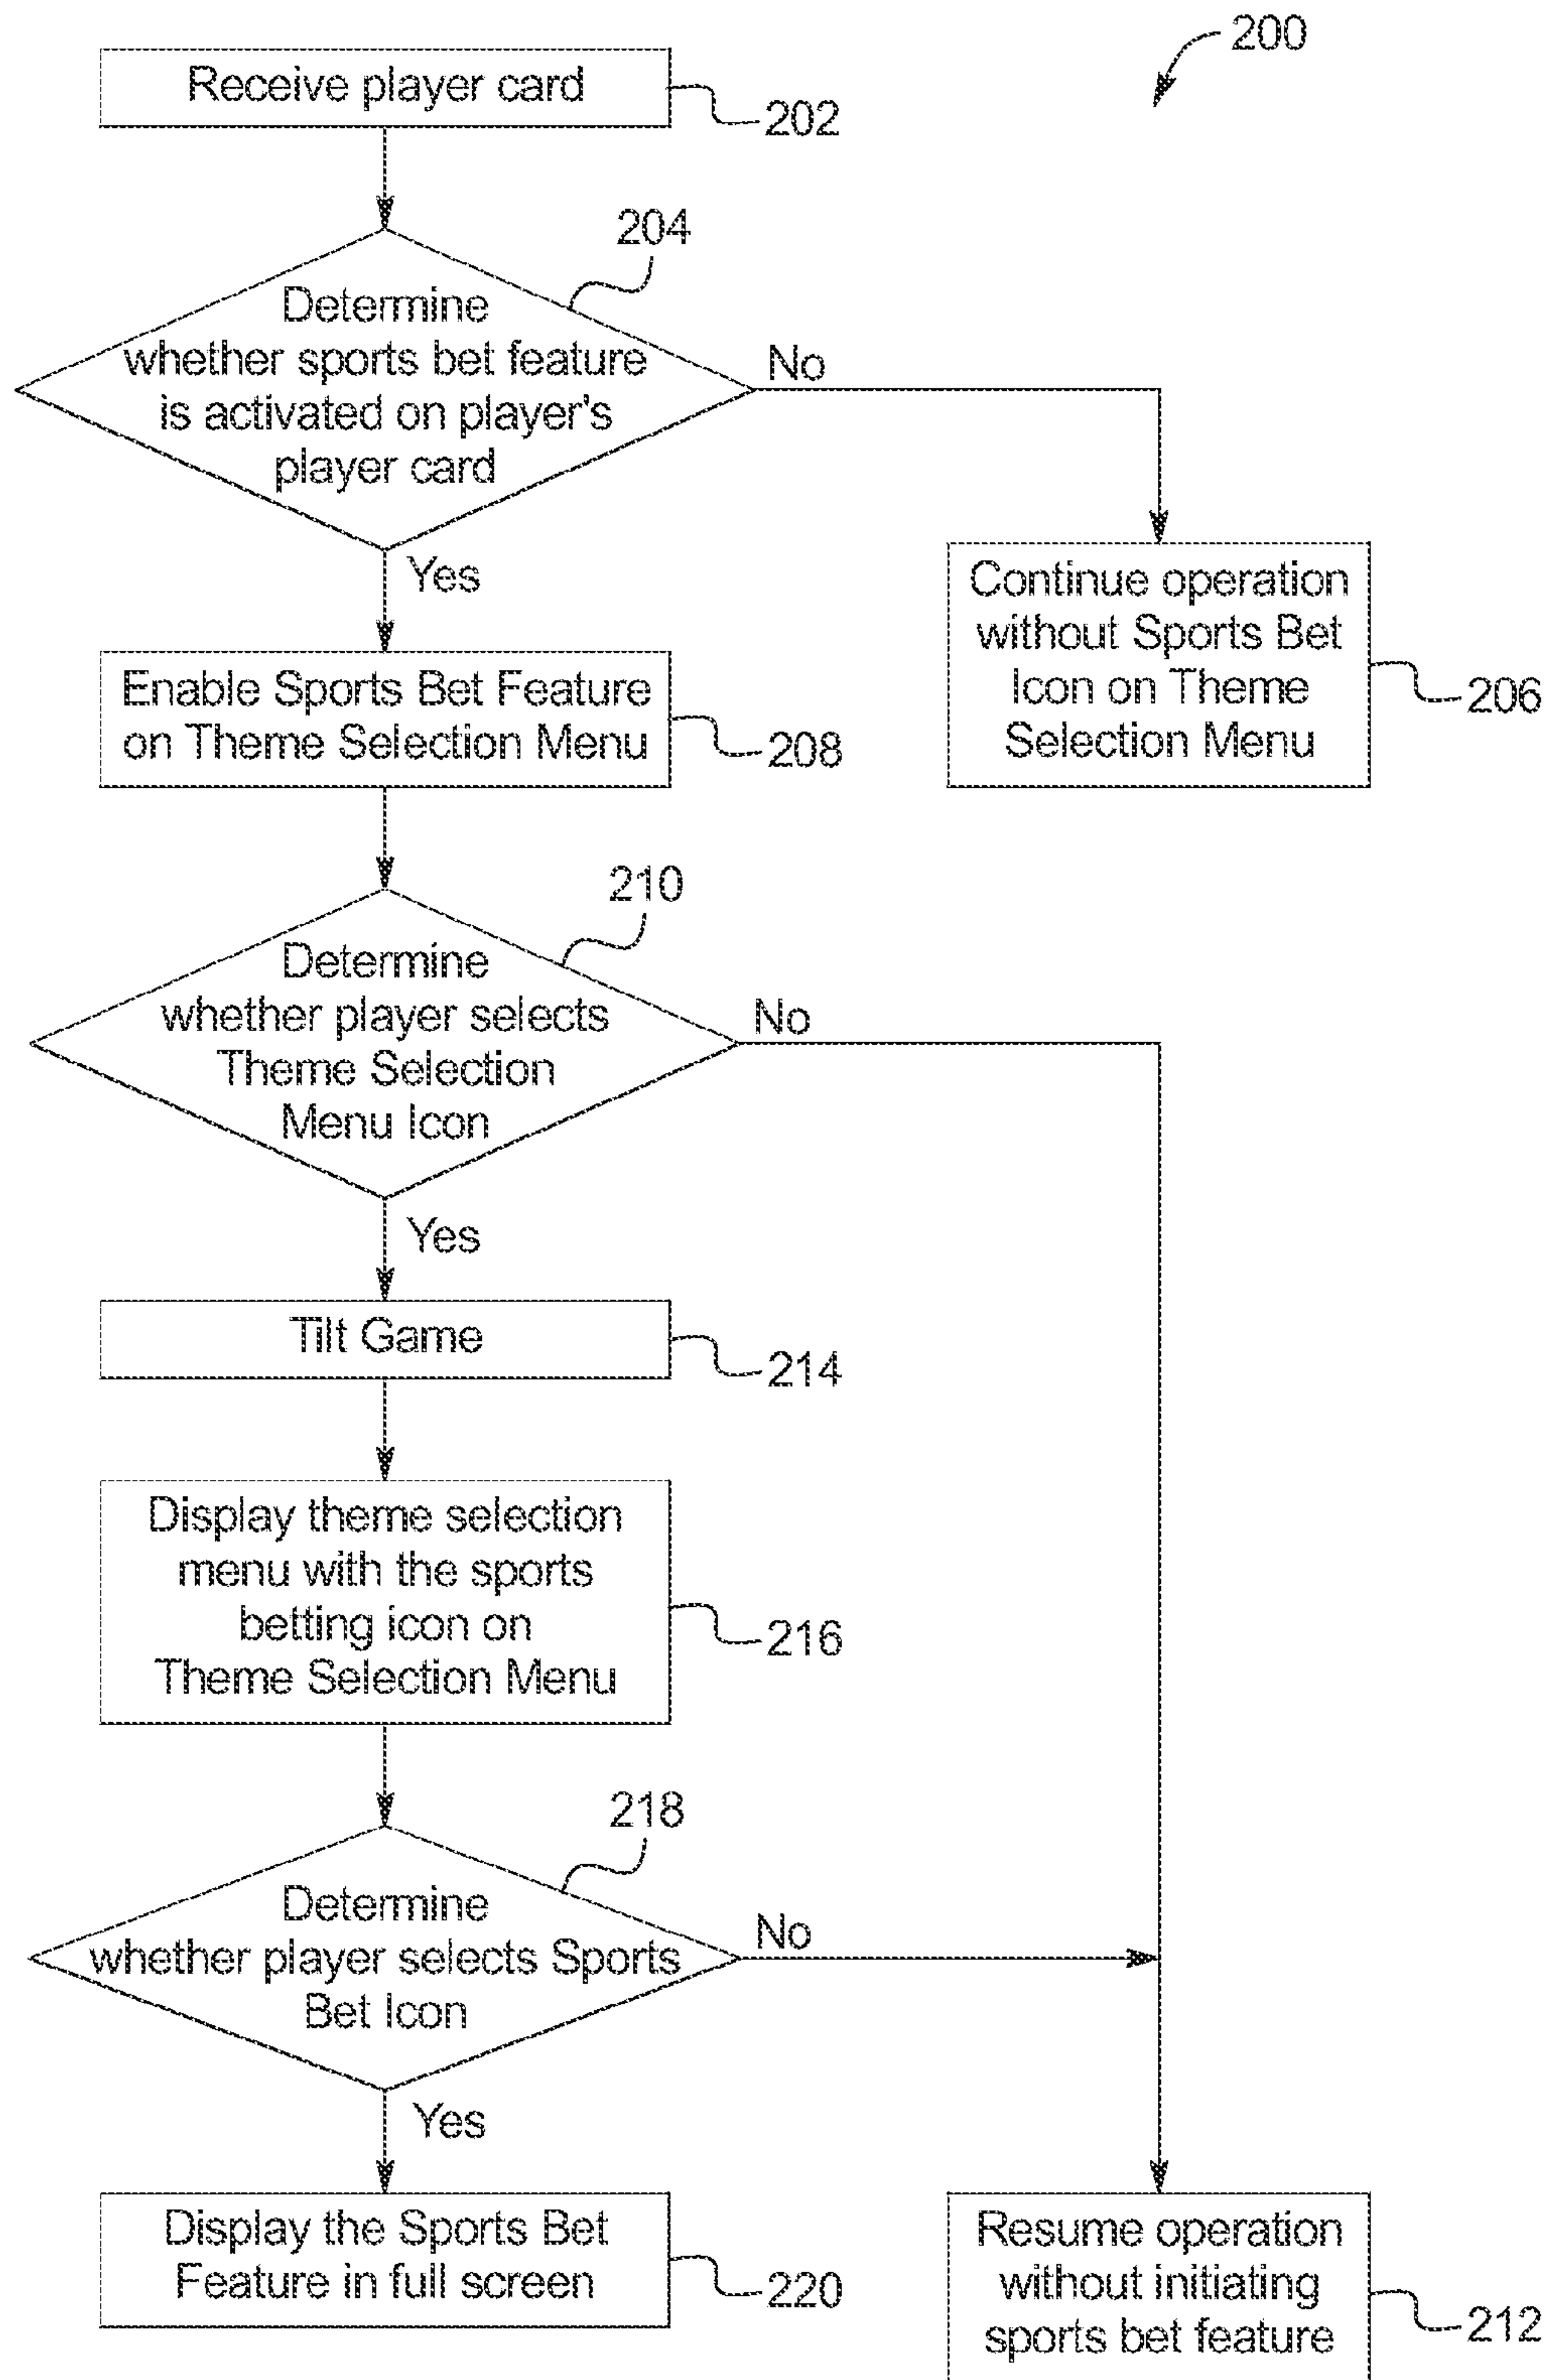 200
Receive player card
202
204
Determine
whether sports bet feature
is activated on player's
player card
No
Yes
Continue operation
without Sports Bet
Icon on Theme
Selection Menu
206
Enable Sports Bet Feature
on Theme Selection Menu
208
210
Determine
whether player selects
Theme Selection
Menu Icon
No
Yes
Tilt Game
214
Display theme selection
menu with the sports
betting icon on
Theme Selection Menu
216
218
Determine
whether player selects Sports
Bet Icon
No
Yes
Display the Sports Bet
Feature in full screen
220
Resume operation
without initiating
sports bet feature
212